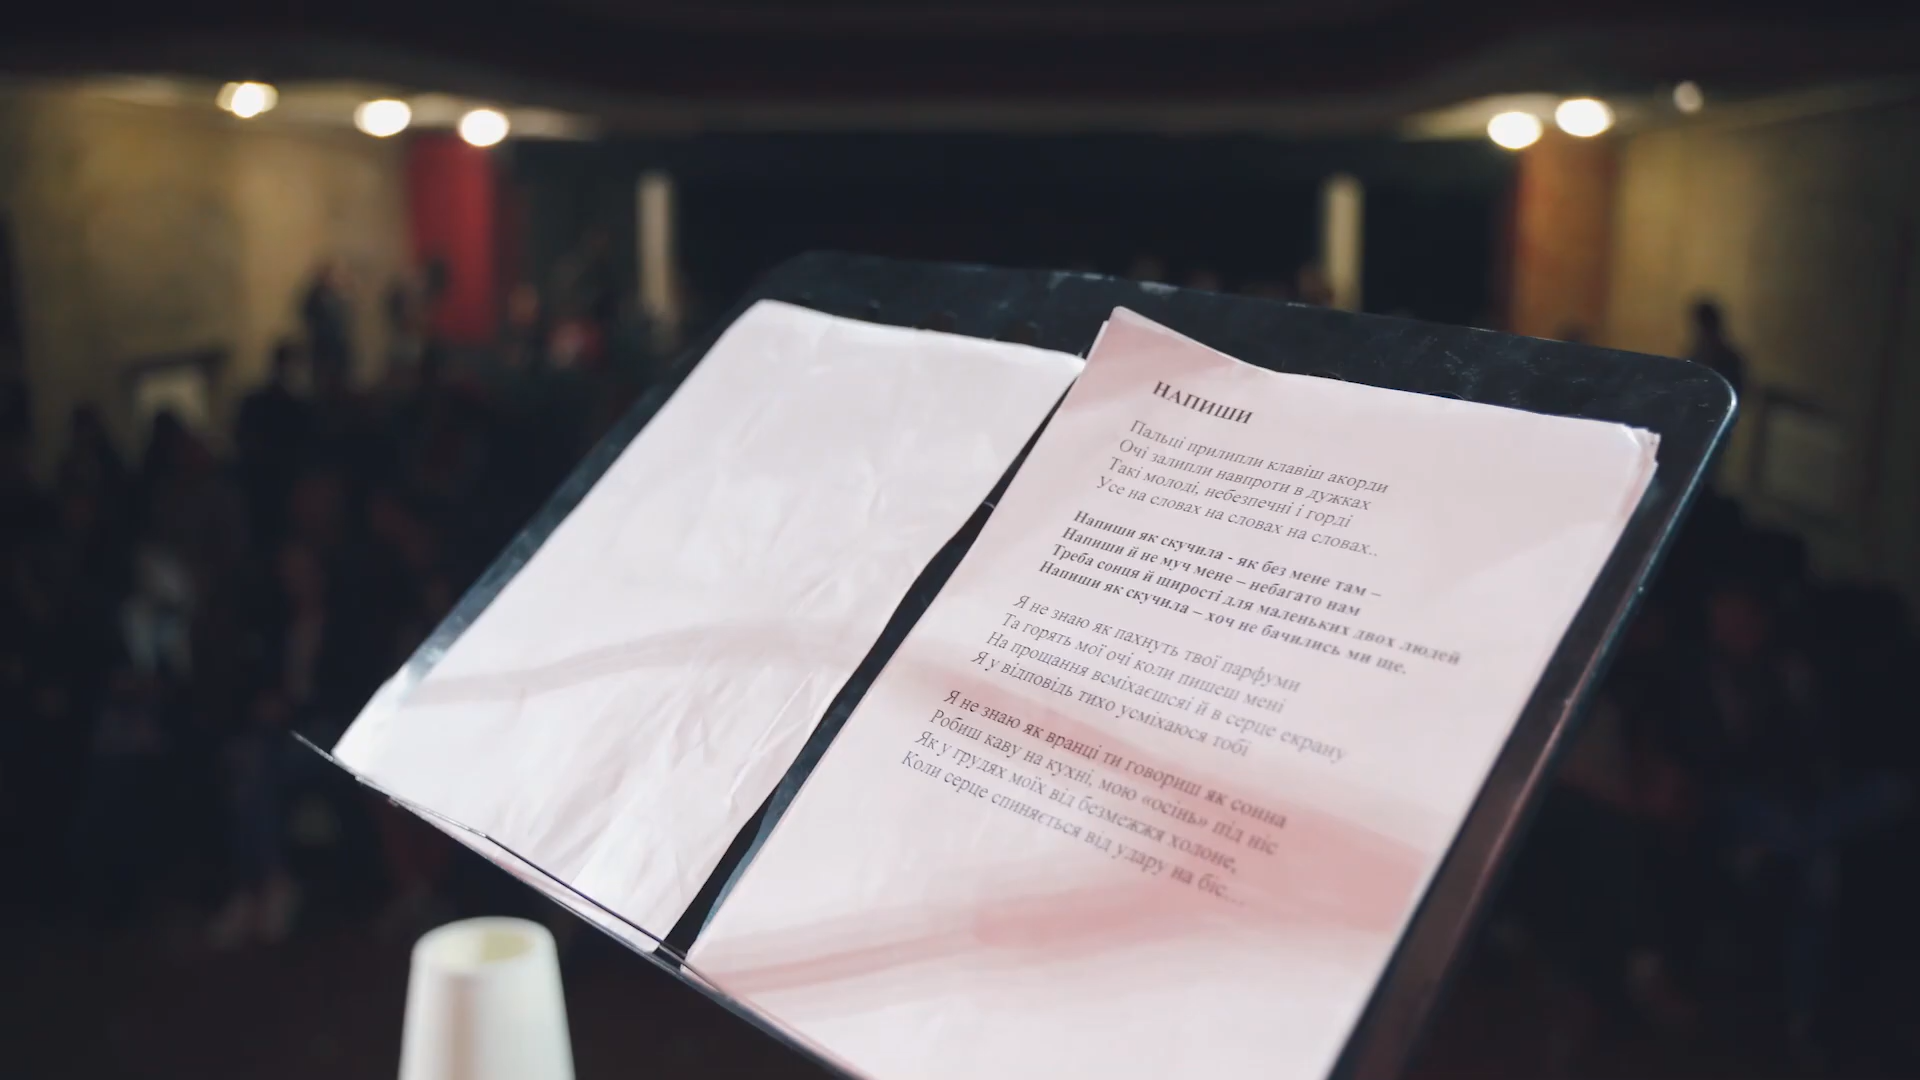 НАПИШИ
Пальці прилипли клавіш акорди
Очі залипли навпроти в дужках
Такі молоді, небезпечні і горді
Усе на словах на словах на словах..
Напиши як скучила - як без мене там –
Напиши й не муч мене – небагато нам
Треба сонця й щирості для маленьких двох людей
Напиши як скучила – хоч не бачились ми ще.
Я не знаю як пахнуть твої парфуми
Та горять мої очі коли пишеш мені
На прощання всміхаєшсяі й в серце екрану
Я у відповідь тихо усміхаюся тобі
Я не знаю як вранці ти говориш як сонна
Робиш каву на кухні, мою «осінь» під ніс
Як у грудях моїх від безмежжя холоне,
Коли серце спиняється від удару на біс...